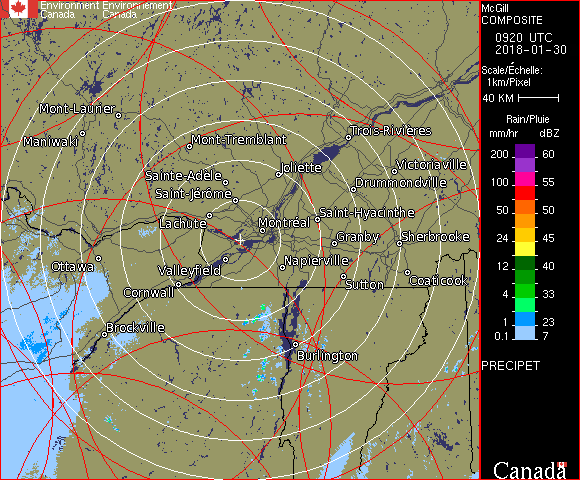 Environment Environnement
Canada Canada
McGill
COMPOSITE
0920 UTC
2018-01-30
Scale/Échelle:
1km/Pixel
40 KM
Rain/Pluie
mm/hr dBZ
200 60
100 55
50 50
24 45
12 40
4 33
1 23
0.1 7
PRECIPET
Canada
Mont-Laurier
Maniwaki
Mont-Tremblant
Trois-Rivières
Sainte-Adèle
Joliette
Victoriaville
Saint-Jérôme
Drummondville
Lachute
Montréal
Saint-Hyacinthe
Granby
Sherbrooke
Ottawa
Valleyfield
Napierville
Cornwall
Sutton
Coaticook
Brockville
Burlington